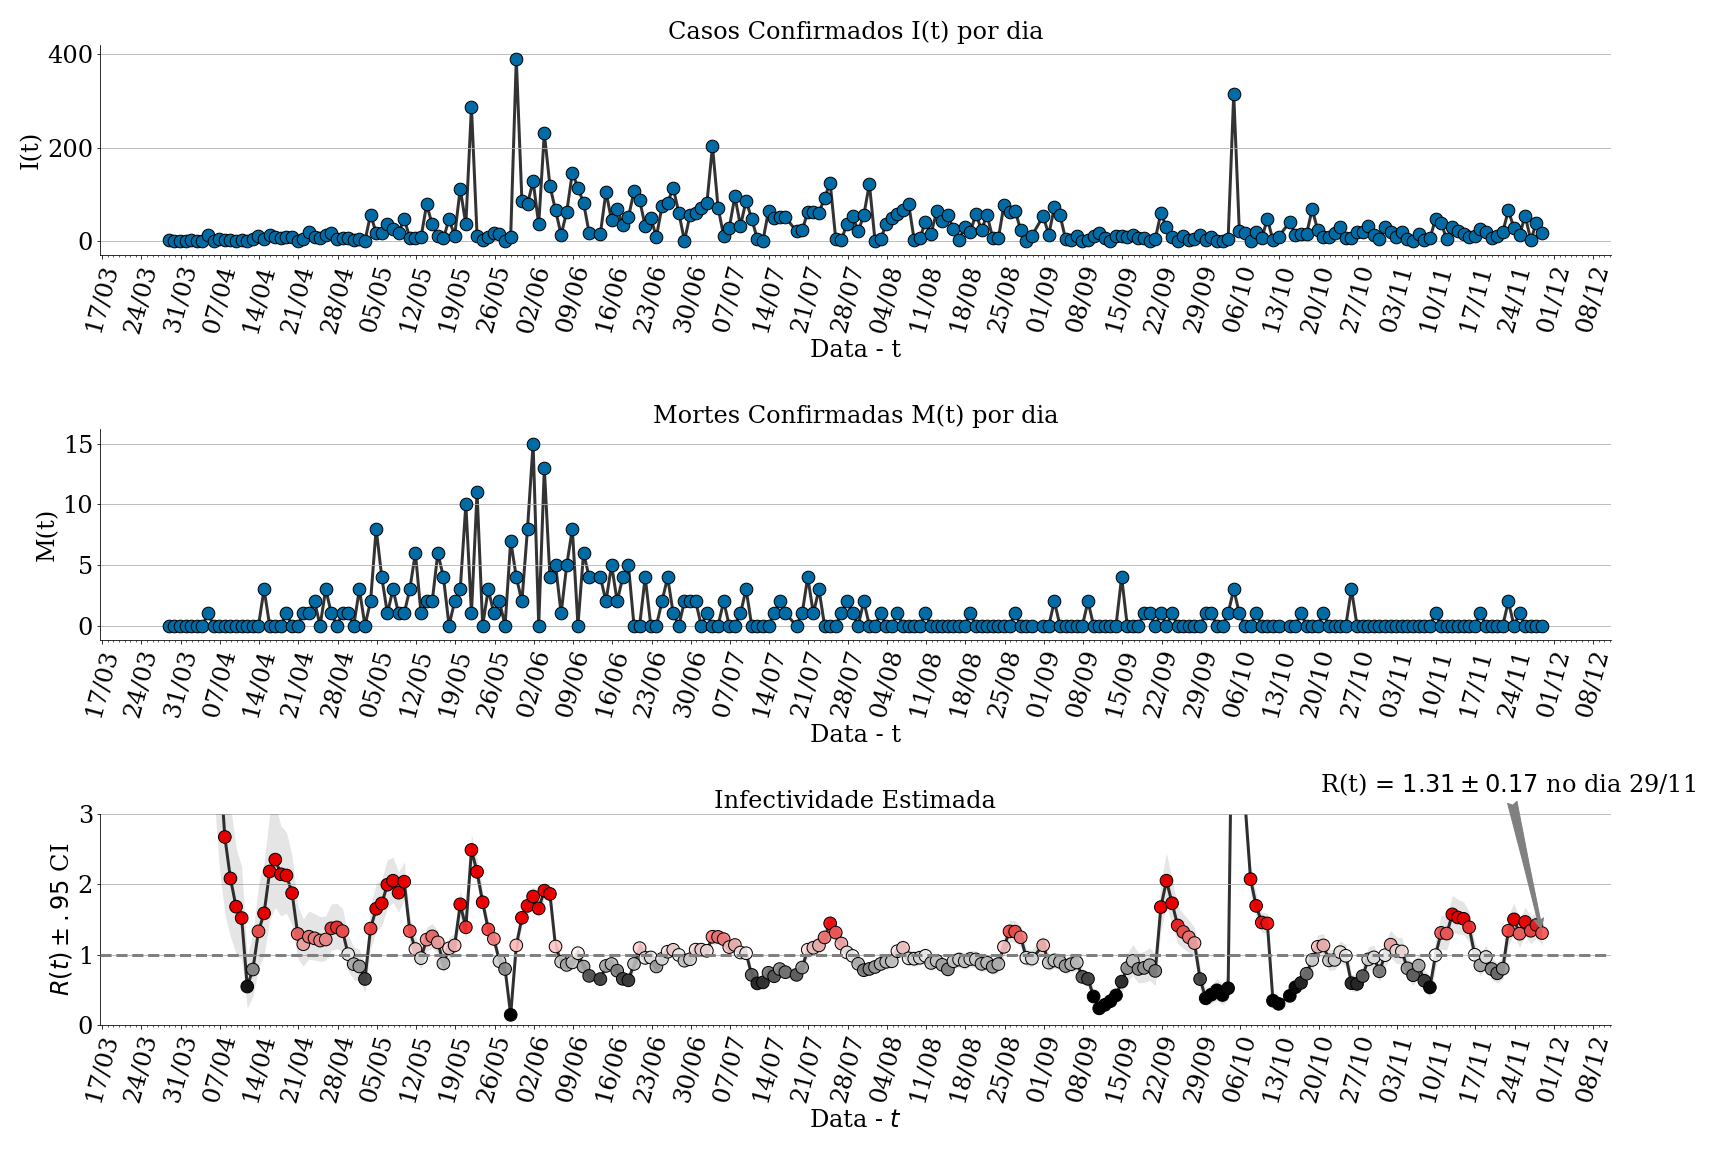 Casos Confirmados I(t) por dia
400
200
0
I(t)
17/03 24/03 31/03 07/04 14/04 21/04 28/04 05/05 12/05 19/05 26/05 02/06 09/06 16/06 23/06 30/06 07/07 14/07 21/07 28/07 04/08 11/08 18/08 25/08 01/09 08/09 15/09 22/09 29/09 06/10 13/10 20/10 27/10 03/11 10/11 17/11 24/11 01/12 08/12
Data - t
Mortes Confirmadas M(t) por dia
15
10
5
0
M(t)
17/03 24/03 31/03 07/04 14/04 21/04 28/04 05/05 12/05 19/05 26/05 02/06 09/06 16/06 23/06 30/06 07/07 14/07 21/07 28/07 04/08 11/08 18/08 25/08 01/09 08/09 15/09 22/09 29/09 06/10 13/10 20/10 27/10 03/11 10/11 17/11 24/11 01/12 08/12
Data - t
R(t) = 1.31 ± 0.17 no dia 29/11
Infectividade Estimada
3
2
1
0
R(t) ± .95 CI
17/03 24/03 31/03 07/04 14/04 21/04 28/04 05/05 12/05 19/05 26/05 02/06 09/06 16/06 23/06 30/06 07/07 14/07 21/07 28/07 04/08 11/08 18/08 25/08 01/09 08/09 15/09 22/09 29/09 06/10 13/10 20/10 27/10 03/11 10/11 17/11 24/11 01/12 08/12
Data - t